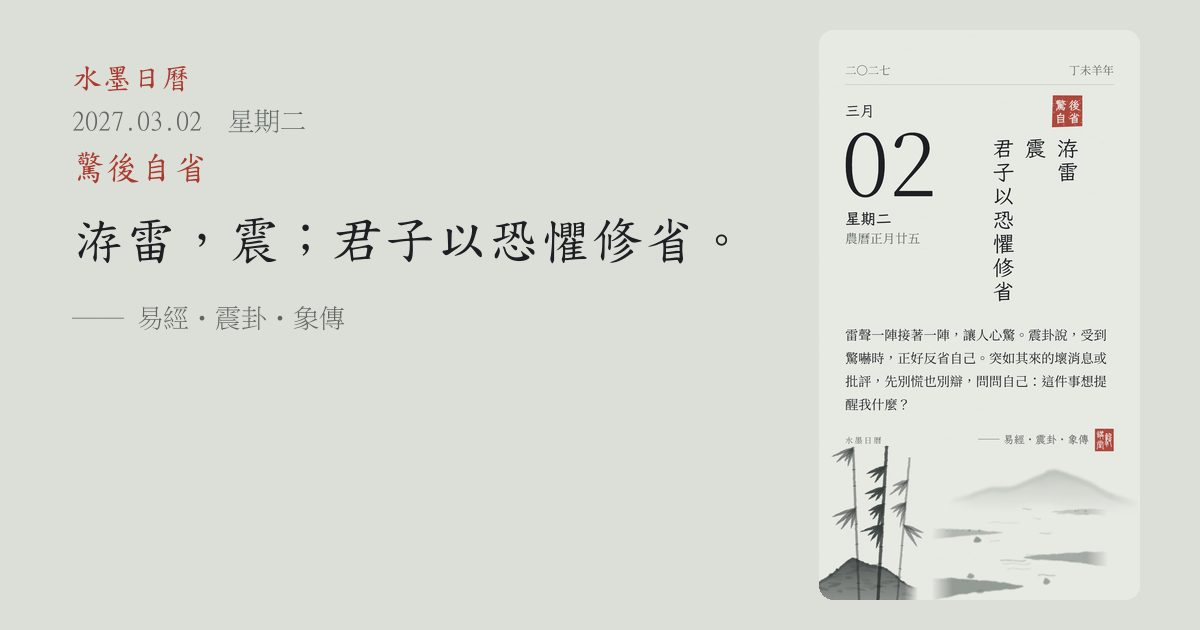 水墨日曆
2027.03.02 星期二
驚後自省
洊雷，震；君子以恐懼修省。
—— 易經・震卦・象傳
二〇二七
丁未羊年
三月
02
星期二
農曆正月廿五
驚後自省
洊雷
震
君子以恐懼修省
雷聲一陣接著一陣，讓人心驚。震卦說，受到
驚嚇時，正好反省自己。突如其來的壞消息或
批評，先別慌也別辯，問問自己：這件事想提
醒我什麼？
水墨日曆
—— 易經・震卦・象傳